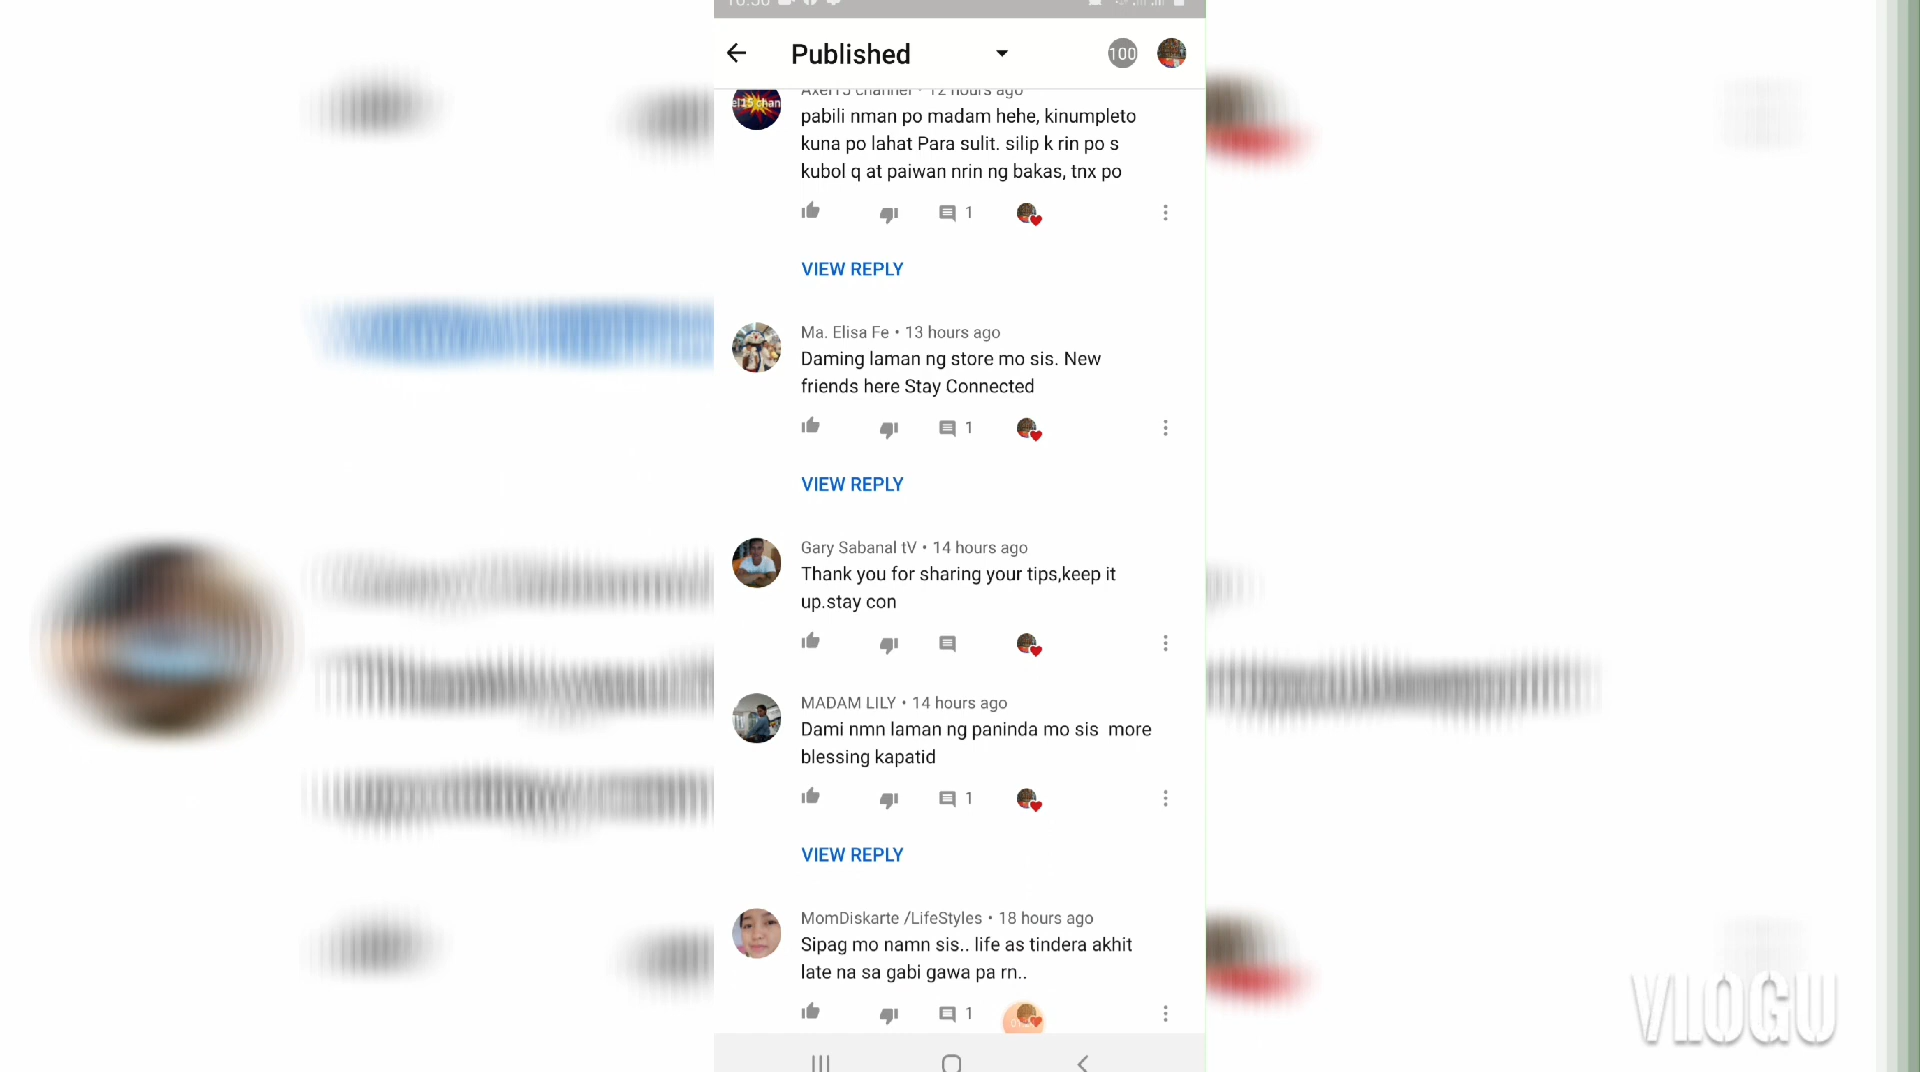 Published
100
Axel15 channel • 12 hours ago
pabili nman po madam hehe, kinumpleto
kuna po lahat Para sulit. silip k rin po s
kubol q at paiwan nrin ng bakas, tnx po
1
VIEW REPLY
Ma. Elisa Fe • 13 hours ago
Daming laman ng store mo sis. New
friends here Stay Connected
1
VIEW REPLY
Gary Sabanal tV • 14 hours ago
Thank you for sharing your tips,keep it
up.stay con
MADAM LILY • 14 hours ago
Dami nmn laman ng paninda mo sis  more
blessing kapatid
1
VIEW REPLY
MomDiskarte /LifeStyles • 18 hours ago
Sipag mo namn sis.. life as tindera akhit
late na sa gabi gawa pa rn..
1
VLOGU